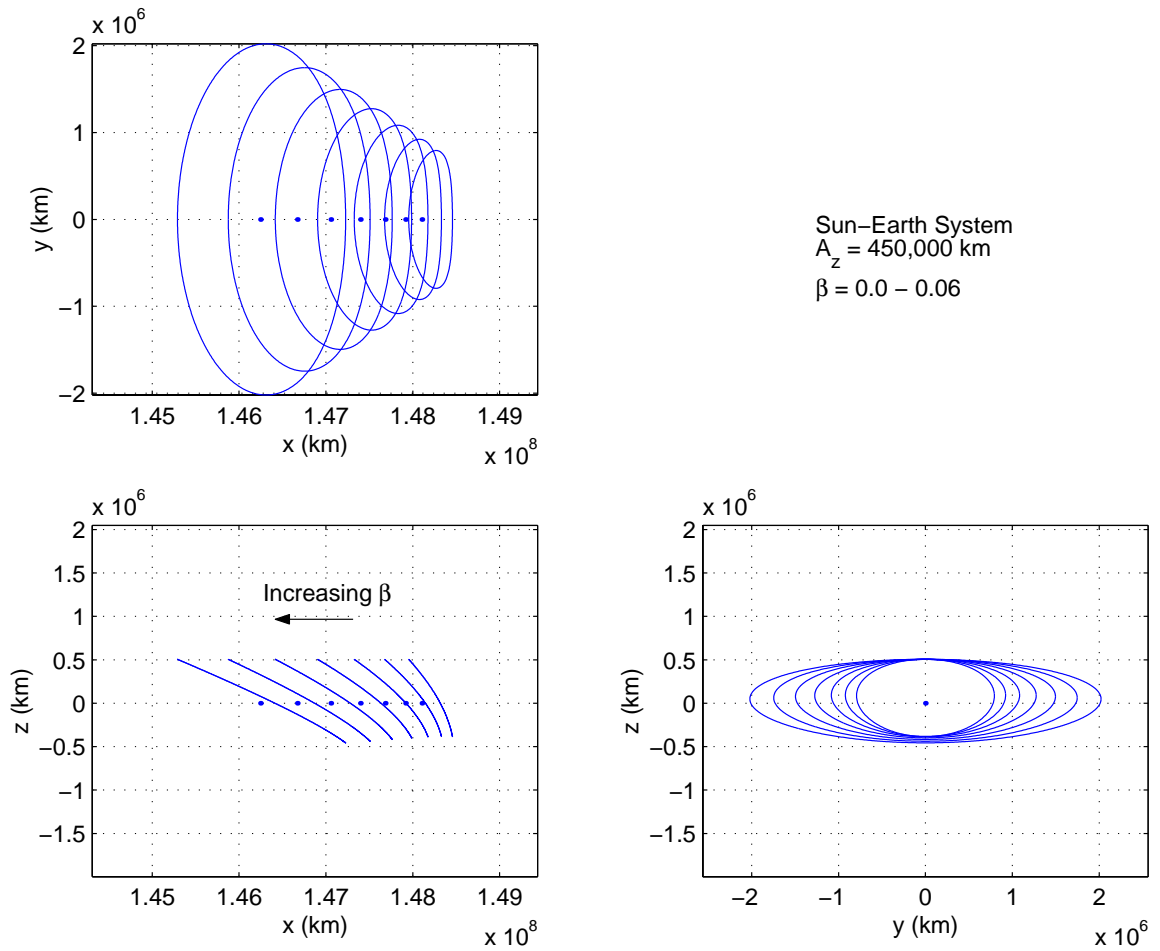 x 10^6
2
1
0
−1
−2
y (km)
1.45 1.46 1.47 1.48 1.49
x (km)
x 10^8
Sun−Earth System
A_z = 450,000 km
β = 0.0 − 0.06
x 10^6
2
1.5
1
0.5
0
−0.5
−1
−1.5
z (km)
Increasing β
1.45 1.46 1.47 1.48 1.49
x (km)
x 10^8
x 10^6
2
1.5
1
0.5
0
−0.5
−1
−1.5
z (km)
−2 −1 0 1 2
y (km)
x 10^6